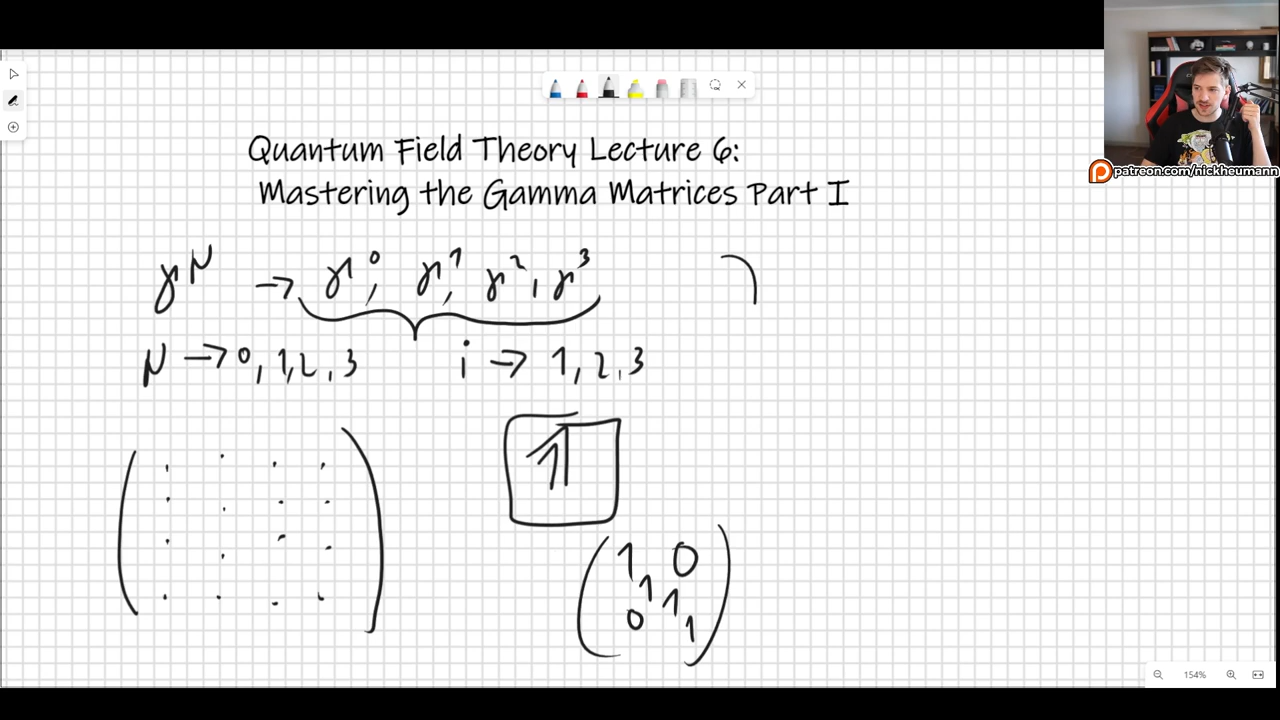 Quantum Field Theory Lecture 6:
Mastering the Gamma Matrices Part I
γ^μ → γ^0, γ^1, γ^2, γ^3
μ → 0, 1, 2, 3
i → 1, 2, 3
𝟙
1 0
1
1
0 1
patreon.com/nickheumann
154%